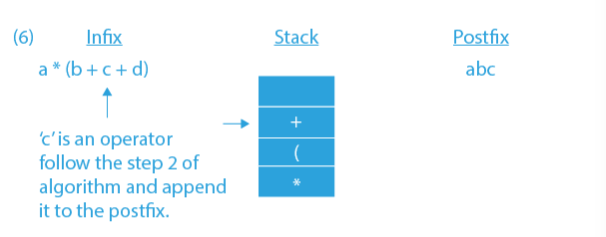 (6) Infix Stack Postfix
a * (b + c + d) abc
+
‘c’ is an operator
(
follow the step 2 of
algorithm and append
*
it to the postfix.